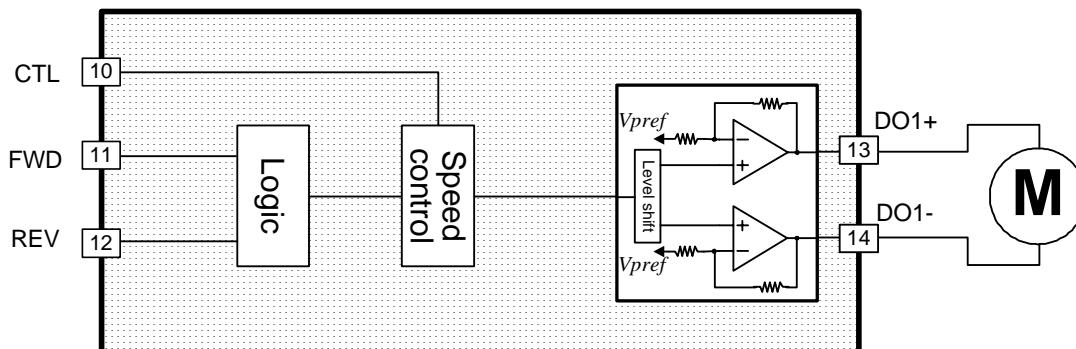 CTL
10
FWD
11
REV
12
Logic
Speed
control
Vpref
Level shift
Vpref
−
+
+
−
13
DO1+
14
DO1-
M